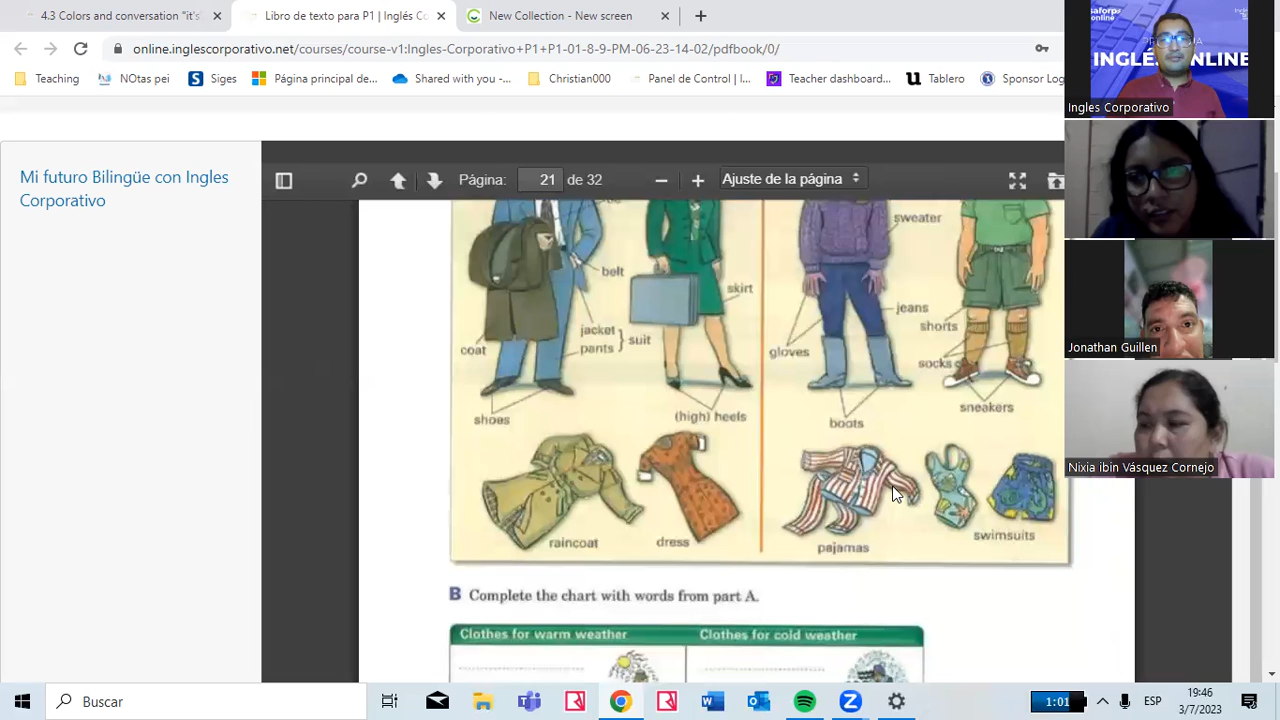 4.3 Colors and conversation "it's
Libro de texto para P1 | Ingles
New Collection - New screen
online.inglescorporativo.net/courses/course-v1:Ingles-Corporativo+P1+P1-01-8-9-PM-06-23-14-02/pdfbook/0/
Teaching
NOtas pei
Siges
Página principal de...
Shared with you -...
Christian000
Panel de Control | I...
Teacher dashboard...
Tablero
Sponsor Log
Mi futuro Bilingüe con Ingles
Corporativo
Página: 21 de 32
Ajuste de la página
sweater
belt
skirt
jeans
jacket
pants
suit
shorts
coat
gloves
socks
shoes
(high) heels
boots
sneakers
raincoat
dress
pajamas
swimsuits
B Complete the chart with words from part A.
Clothes for warm weather
Clothes for cold weather
online
INGLÉS ONLINE
Ingles Corporativo
Jonathan Guillen
Nixia ibin Vásquez Cornejo
Buscar
1:01
ESP
19:46
3/7/2023